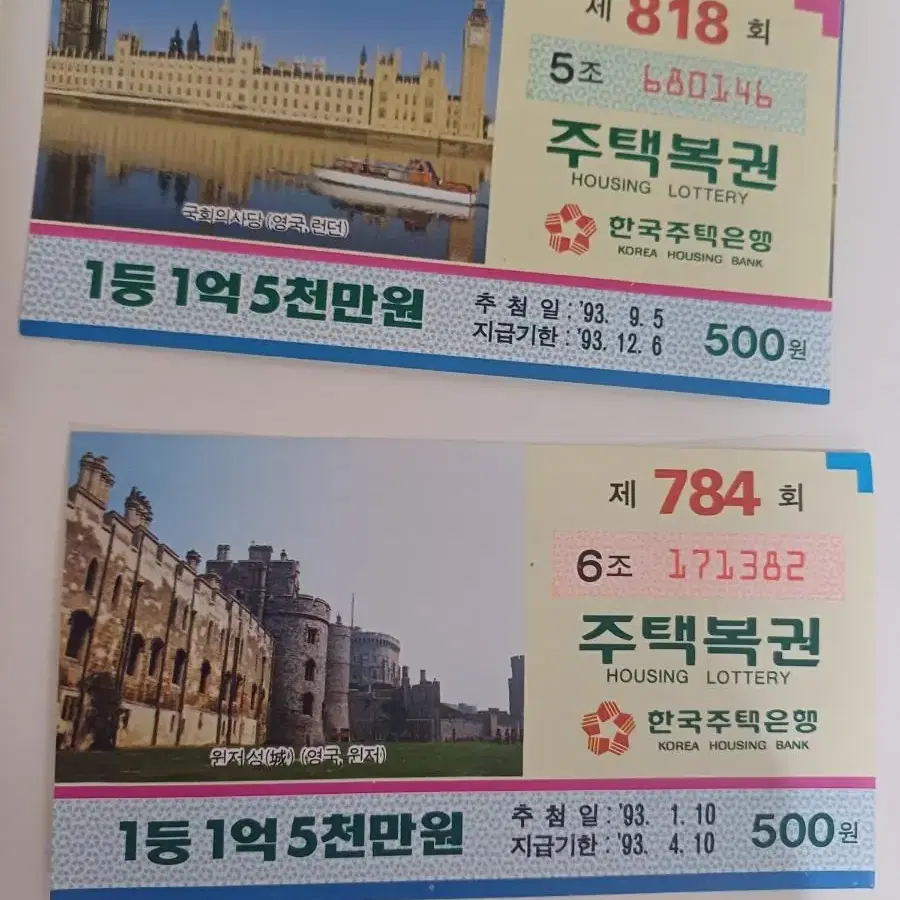 제 818 회
5조 680146
주택복권
HOUSING LOTTERY
한국주택은행
KOREA HOUSING BANK
국회의사당 (영국, 런던)
1등 1억 5천만원
추 첨 일 : '93. 9. 5
지급기한 : '93. 12. 6
500원
제 784 회
6조 171382
주택복권
HOUSING LOTTERY
한국주택은행
KOREA HOUSING BANK
윈저성(城) (영국, 윈저)
1등 1억 5천만원
추 첨 일 : '93. 1. 10
지급기한 : '93. 4. 10
500원